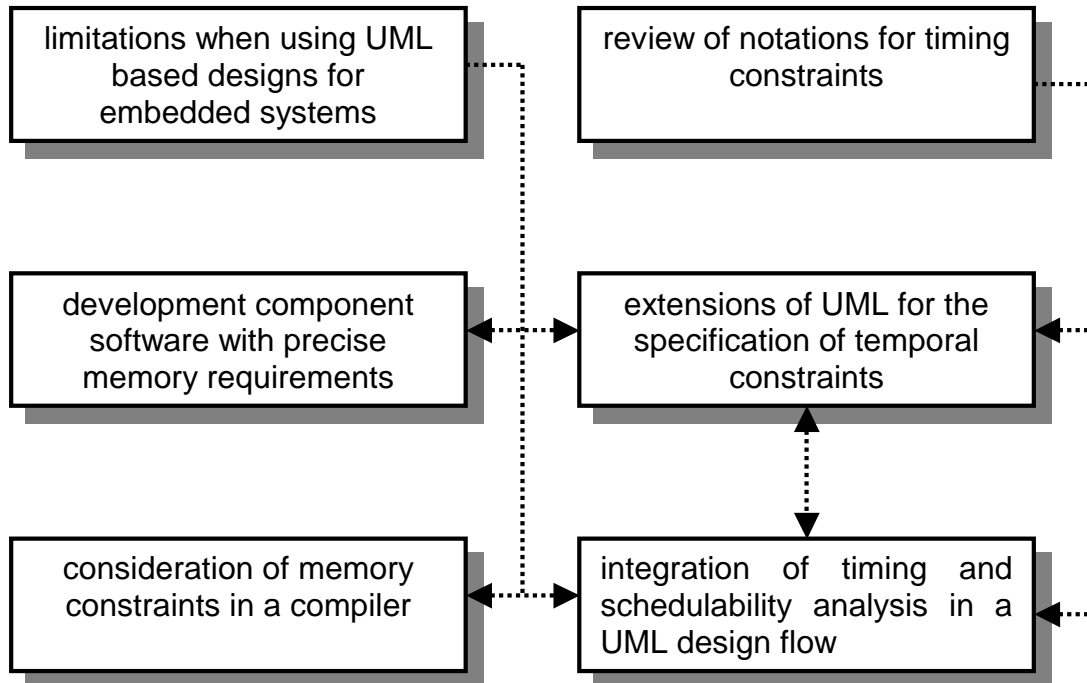 limitations when using UML
based designs for
embedded systems
review of notations for timing
constraints
development component
software with precise
memory requirements
extensions of UML for the
specification of temporal
constraints
consideration of memory
constraints in a compiler
integration of timing and
schedulability analysis in a
UML design flow